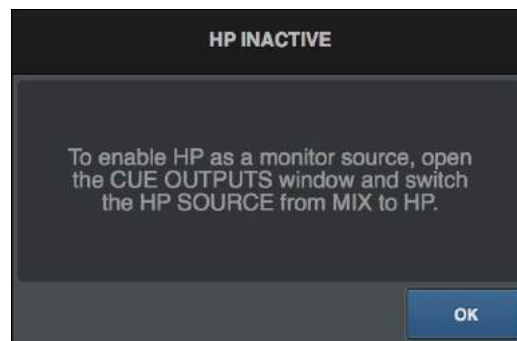 HP INACTIVE
To enable HP as a monitor source, open
the CUE OUTPUTS window and switch
the HP SOURCE from MIX to HP.
OK